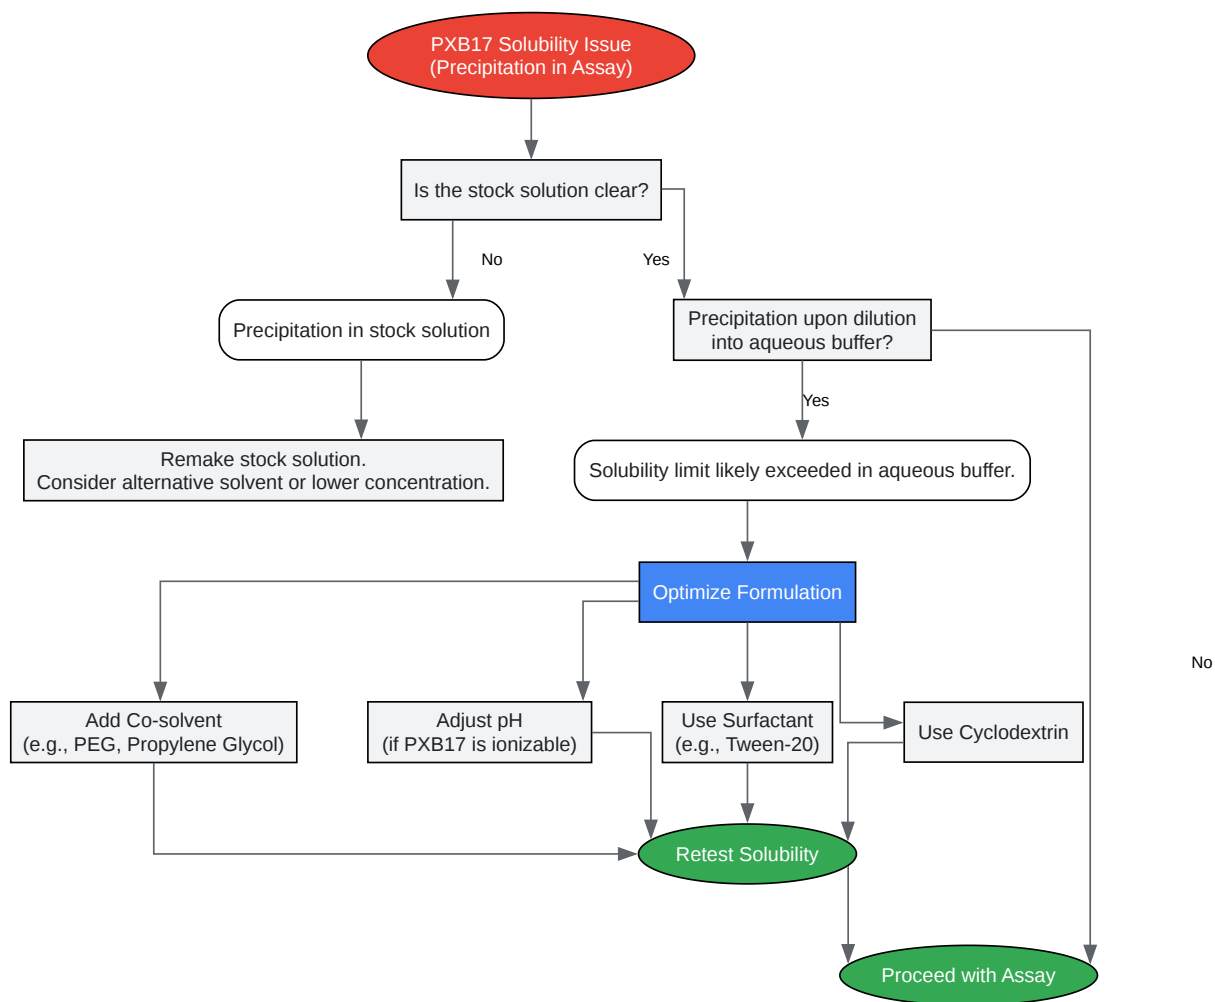 PXB17 Solubility Issue
(Precipitation in Assay)
Is the stock solution clear?
No
Yes
Precipitation in stock solution
Precipitation upon dilution
into aqueous buffer?
Yes
Remake stock solution.
Consider alternative solvent or lower concentration.
Solubility limit likely exceeded in aqueous buffer.
Optimize Formulation
No
Add Co-solvent
(e.g., PEG, Propylene Glycol)
Adjust pH
(if PXB17 is ionizable)
Use Surfactant
(e.g., Tween-20)
Use Cyclodextrin
Retest Solubility
Proceed with Assay